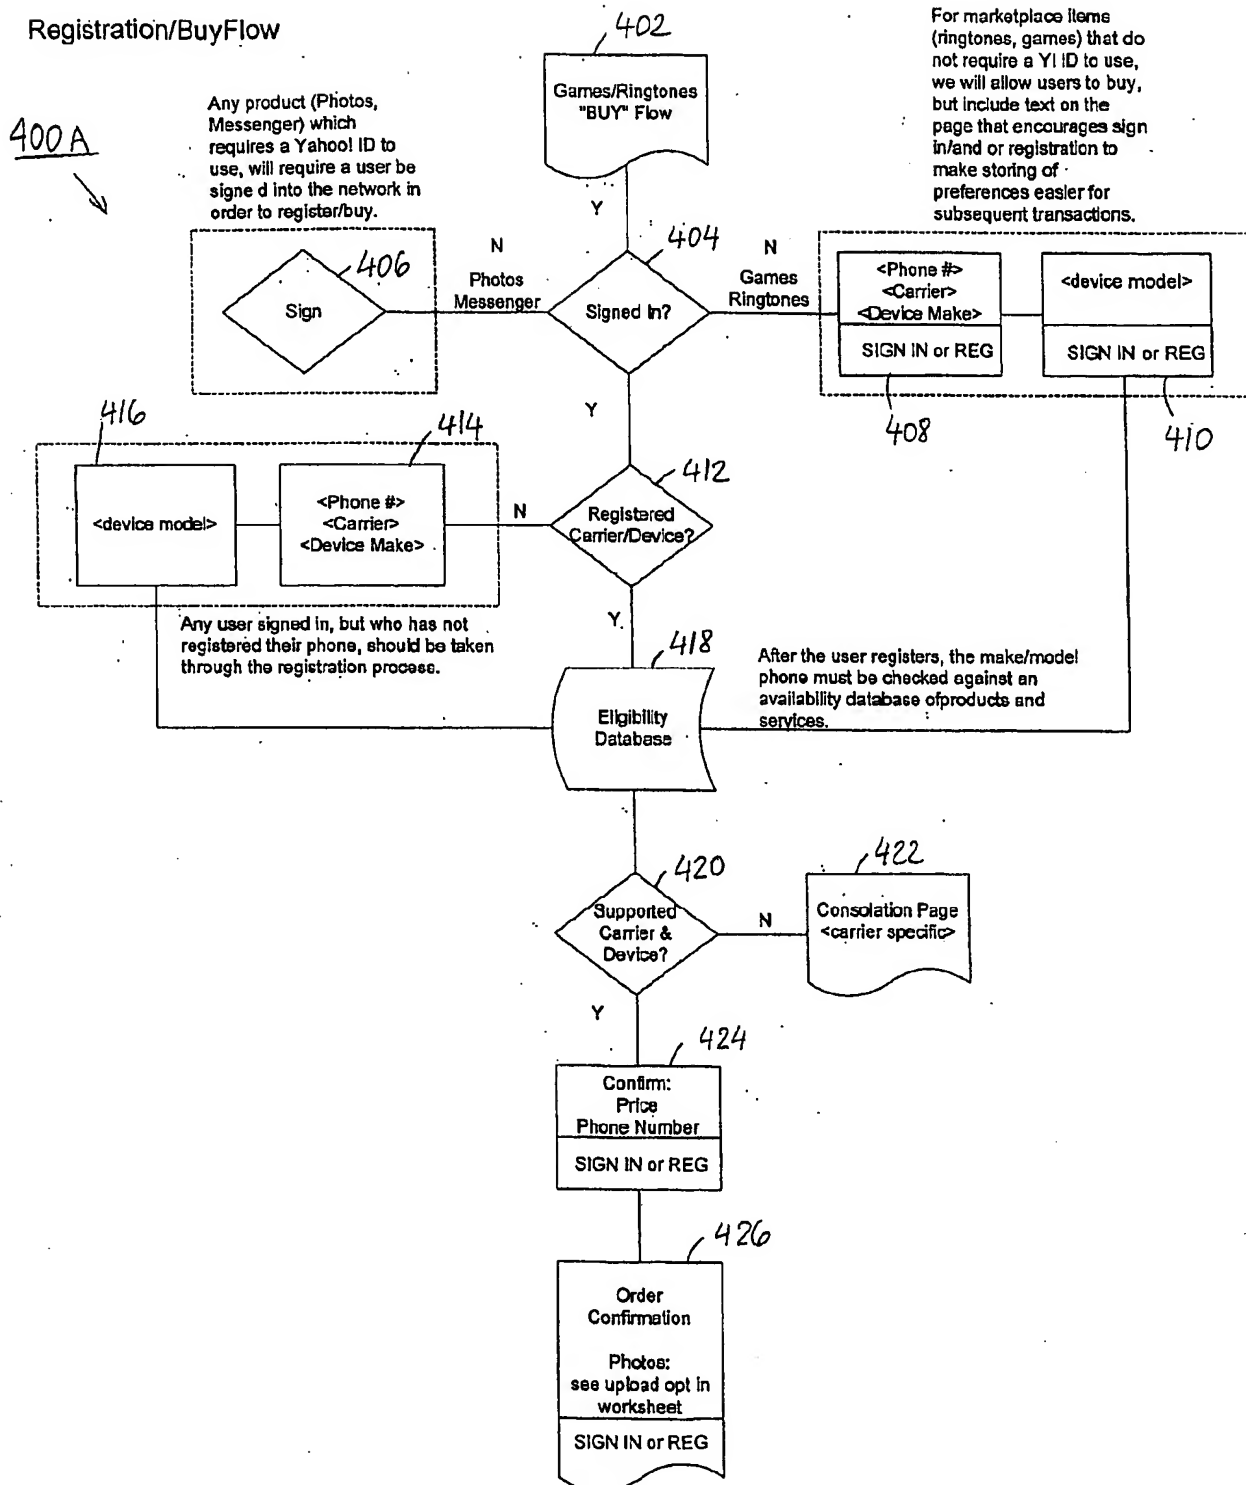 Registration/BuyFlow
402
For marketplace items
(ringtones, games) that do
not require a Y! ID to use,
we will allow users to buy,
but include text on the
page that encourages sign
in/and or registration to
make storing of
preferences easier for
subsequent transactions.
Games/Ringtones
"BUY" Flow
400A
Any product (Photos,
Messenger) which
requires a Yahoo! ID to
use, will require a user be
signe d into the network in
order to register/buy.
Y
404
N
Photos
Messenger
406
Sign
Signed In?
N
Games
Ringtones
<Phone #>
<Carrier>
<Device Make>
SIGN IN or REG
<device model>
SIGN IN or REG
408
410
Y
416
414
412
<device model>
<Phone #>
<Carrier>
<Device Make>
N
Registered
Carrier/Device?
Any user signed in, but who has not
registered their phone, should be taken
through the registration process.
Y
418
After the user registers, the make/model
phone must be checked against an
availability database ofproducts and
services.
Eligibility
Database
420
422
Supported
Carrier &
Device?
N
Consolation Page
<carrier specific>
Y
424
Confirm:
Price
Phone Number
SIGN IN or REG
426
Order
Confirmation
Photos:
see upload opt in
worksheet
SIGN IN or REG